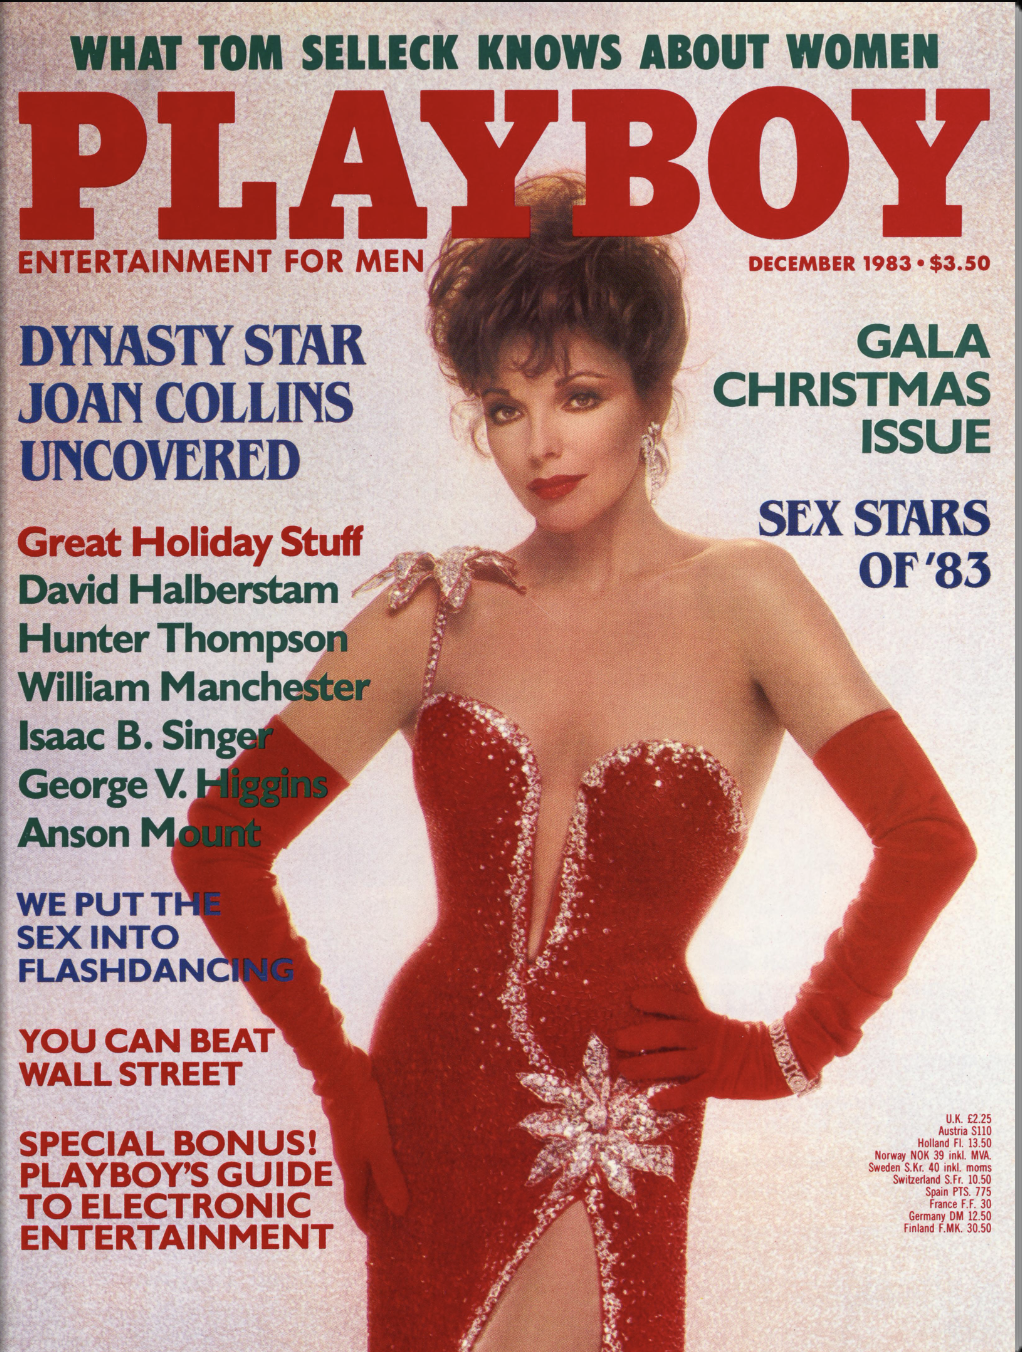 WHAT TOM SELLECK KNOWS ABOUT WOMEN
PLAYBOY
ENTERTAINMENT FOR MEN
DECEMBER 1983 • $3.50
DYNASTY STAR
JOAN COLLINS
UNCOVERED
GALA
CHRISTMAS
ISSUE
SEX STARS
OF '83
Great Holiday Stuff
David Halberstam
Hunter Thompson
William Manchester
Isaac B. Singer
George V. Higgins
Anson Mount
WE PUT THE
SEX INTO
FLASHDANCING
YOU CAN BEAT
WALL STREET
SPECIAL BONUS!
PLAYBOY'S GUIDE
TO ELECTRONIC
ENTERTAINMENT
U.K. £2.25
Austria S110
Holland Fl. 13.50
Norway NOK 39 inkl. MVA.
Sweden S.Kr. 40 inkl. moms
Switzerland S.Fr. 10.50
Spain PTS. 775
France F.F. 30
Germany DM 12.50
Finland F.MK. 30.50